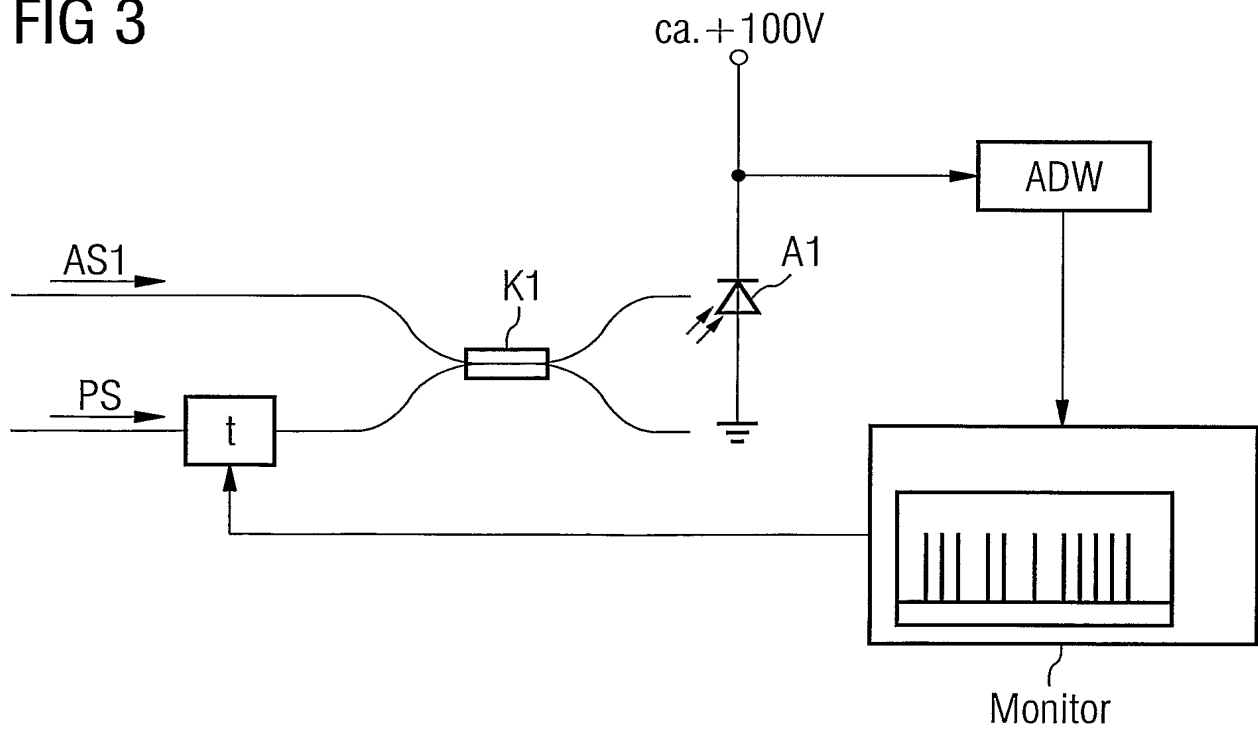 FIG 3
ca.+100V
ADW
AS1
A1
K1
PS
t
Monitor